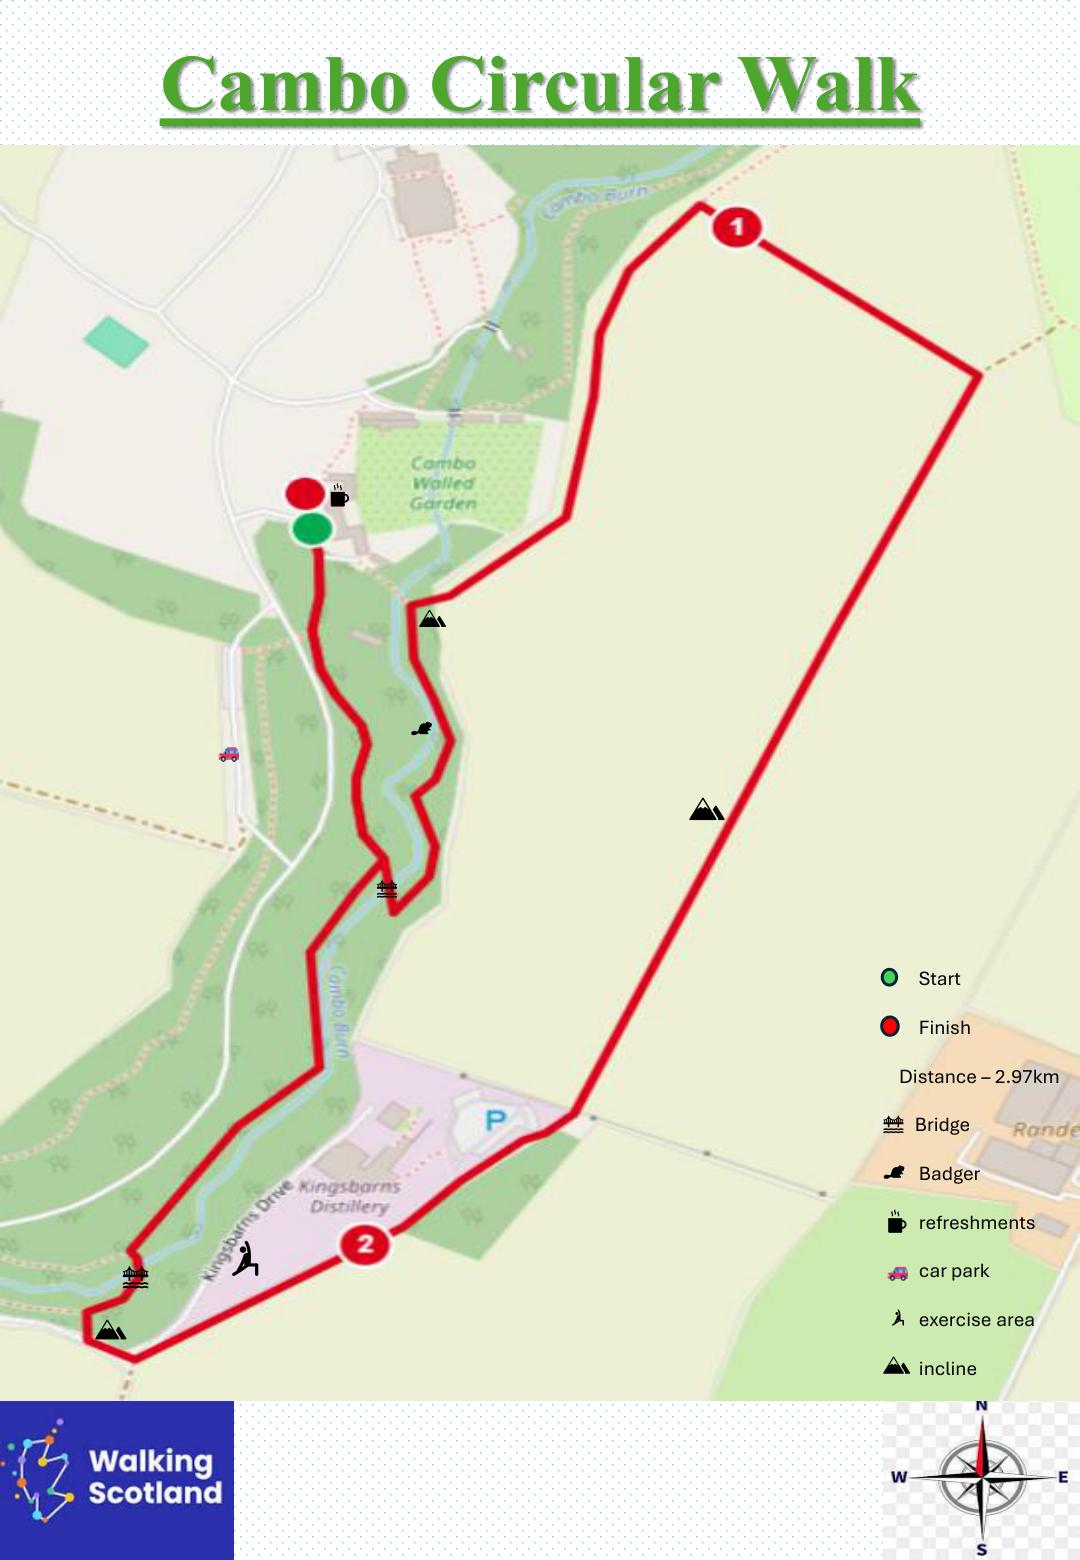 Cambo Circular Walk
Cambo Burn
1
Cambo
Walled
Garden
Cambo Burn
Start
Finish
Distance – 2.97km
P
Bridge
Rande
Badger
Kingsbarns
Distillery
Kingsbarns Drive
refreshments
2
car park
exercise area
incline
N
W
E
S
Walking
Scotland